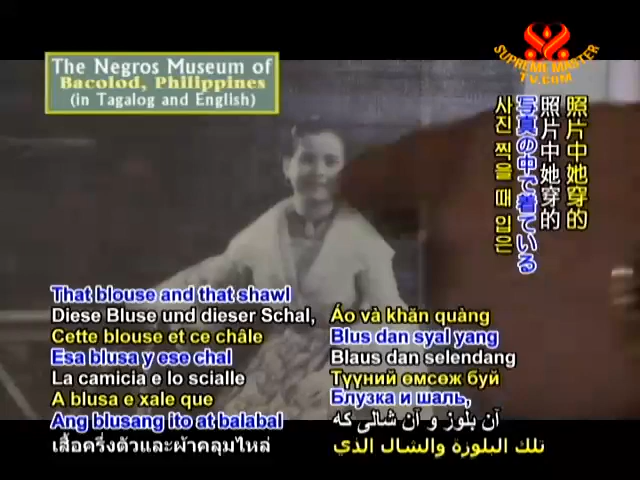 The Negros Museum of
Bacolod, Philippines
(in Tagalog and English)
SUPREME MASTER
TV.COM
照片中她穿的
照片中她穿的
写真の中で着ている
사진 찍을 때 입은
That blouse and that shawl
Diese Bluse und dieser Schal,
Cette blouse et ce châle
Esa blusa y ese chal
La camicia e lo scialle
A blusa e xale que
Ang blusang ito at balabal
เสื้อครึ่งตัวและผ้าคลุมไหล่
Áo và khăn quàng
Blus dan syal yang
Blaus dan selendang
Түүний өмсөж буй
Блузка и шаль,
آن بلوز و آن شالی که
تلك البلوزة والشال الذي